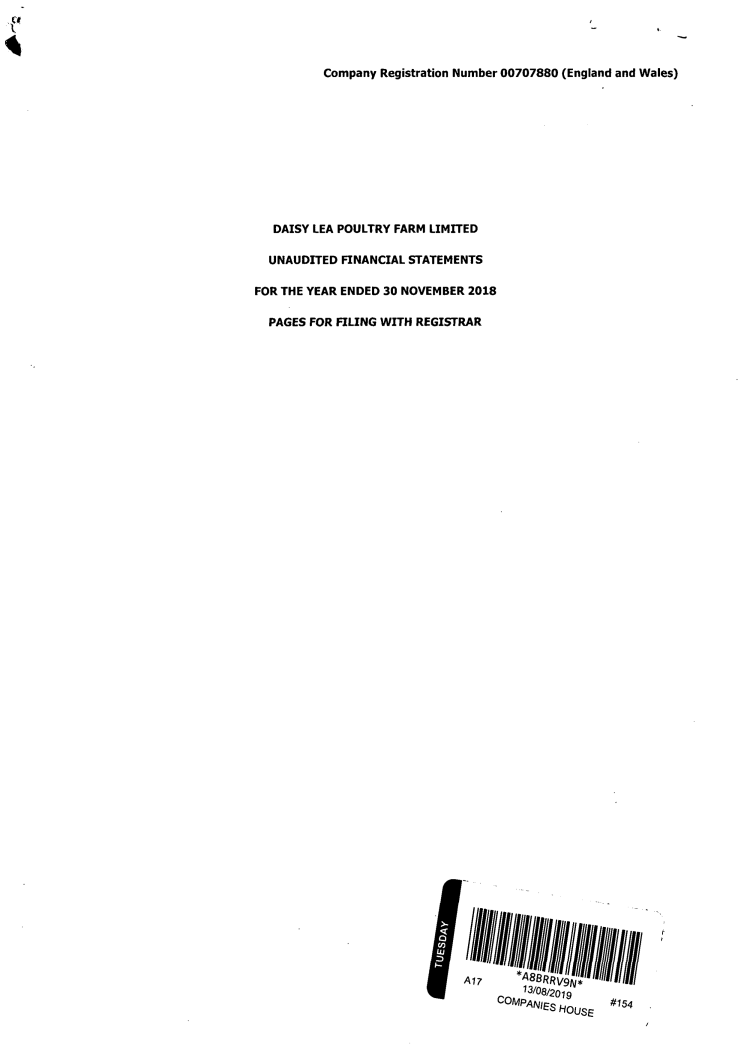 Company Registration Number 00707880 (England and Wales)
DAISY LEA POULTRY FARM LIMITED
UNAUDITED FINANCIAL STATEMENTS
FOR THE YEAR ENDED 30 NOVEMBER 2018
PAGES FOR FILING WITH REGISTRAR
TUESDAY
*A8BRRV9N*
A17
13/08/2019
#154
COMPANIES HOUSE